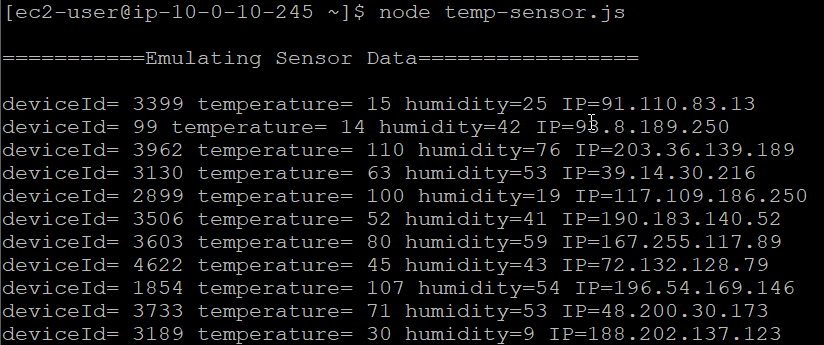 [ec2-user@ip-10-0-10-245 ~]$ node temp-sensor.js
===========Emulating Sensor Data=================
deviceId= 3399 temperature= 15 humidity=25 IP=91.110.83.13
deviceId= 99 temperature= 14 humidity=42 IP=93.8.189.250
deviceId= 3962 temperature= 110 humidity=76 IP=203.36.139.189
deviceId= 3130 temperature= 63 humidity=53 IP=39.14.30.216
deviceId= 2899 temperature= 100 humidity=19 IP=117.109.186.250
deviceId= 3506 temperature= 52 humidity=41 IP=190.183.140.52
deviceId= 3603 temperature= 80 humidity=59 IP=167.255.117.89
deviceId= 4622 temperature= 45 humidity=43 IP=72.132.128.79
deviceId= 1854 temperature= 107 humidity=54 IP=196.54.169.146
deviceId= 3733 temperature= 71 humidity=53 IP=48.200.30.173
deviceId= 3189 temperature= 30 humidity=9 IP=188.202.137.123